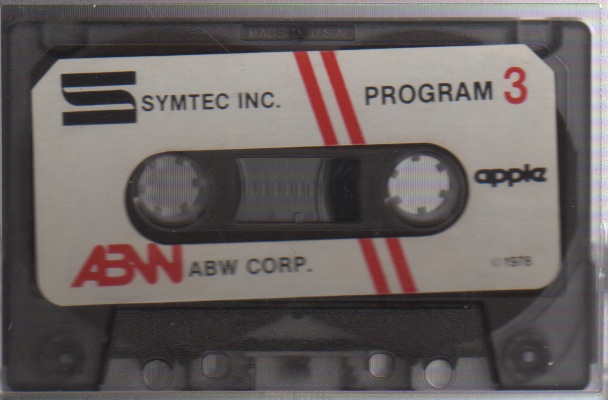 MADE IN U.S.A.
SYMTEC INC.
PROGRAM 3
apple
ABW ABW CORP.
© 1978